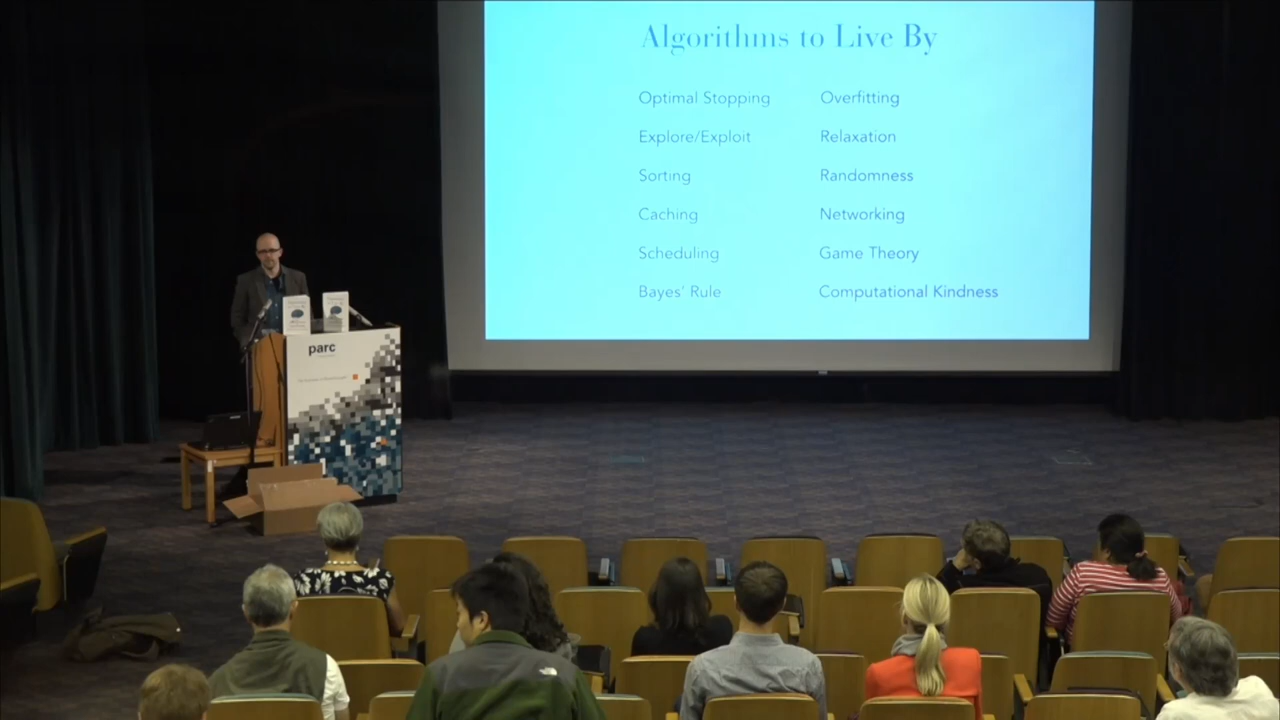 Algorithms to Live By
Optimal Stopping
Explore/Exploit
Sorting
Caching
Scheduling
Bayes' Rule
Overfitting
Relaxation
Randomness
Networking
Game Theory
Computational Kindness
parc